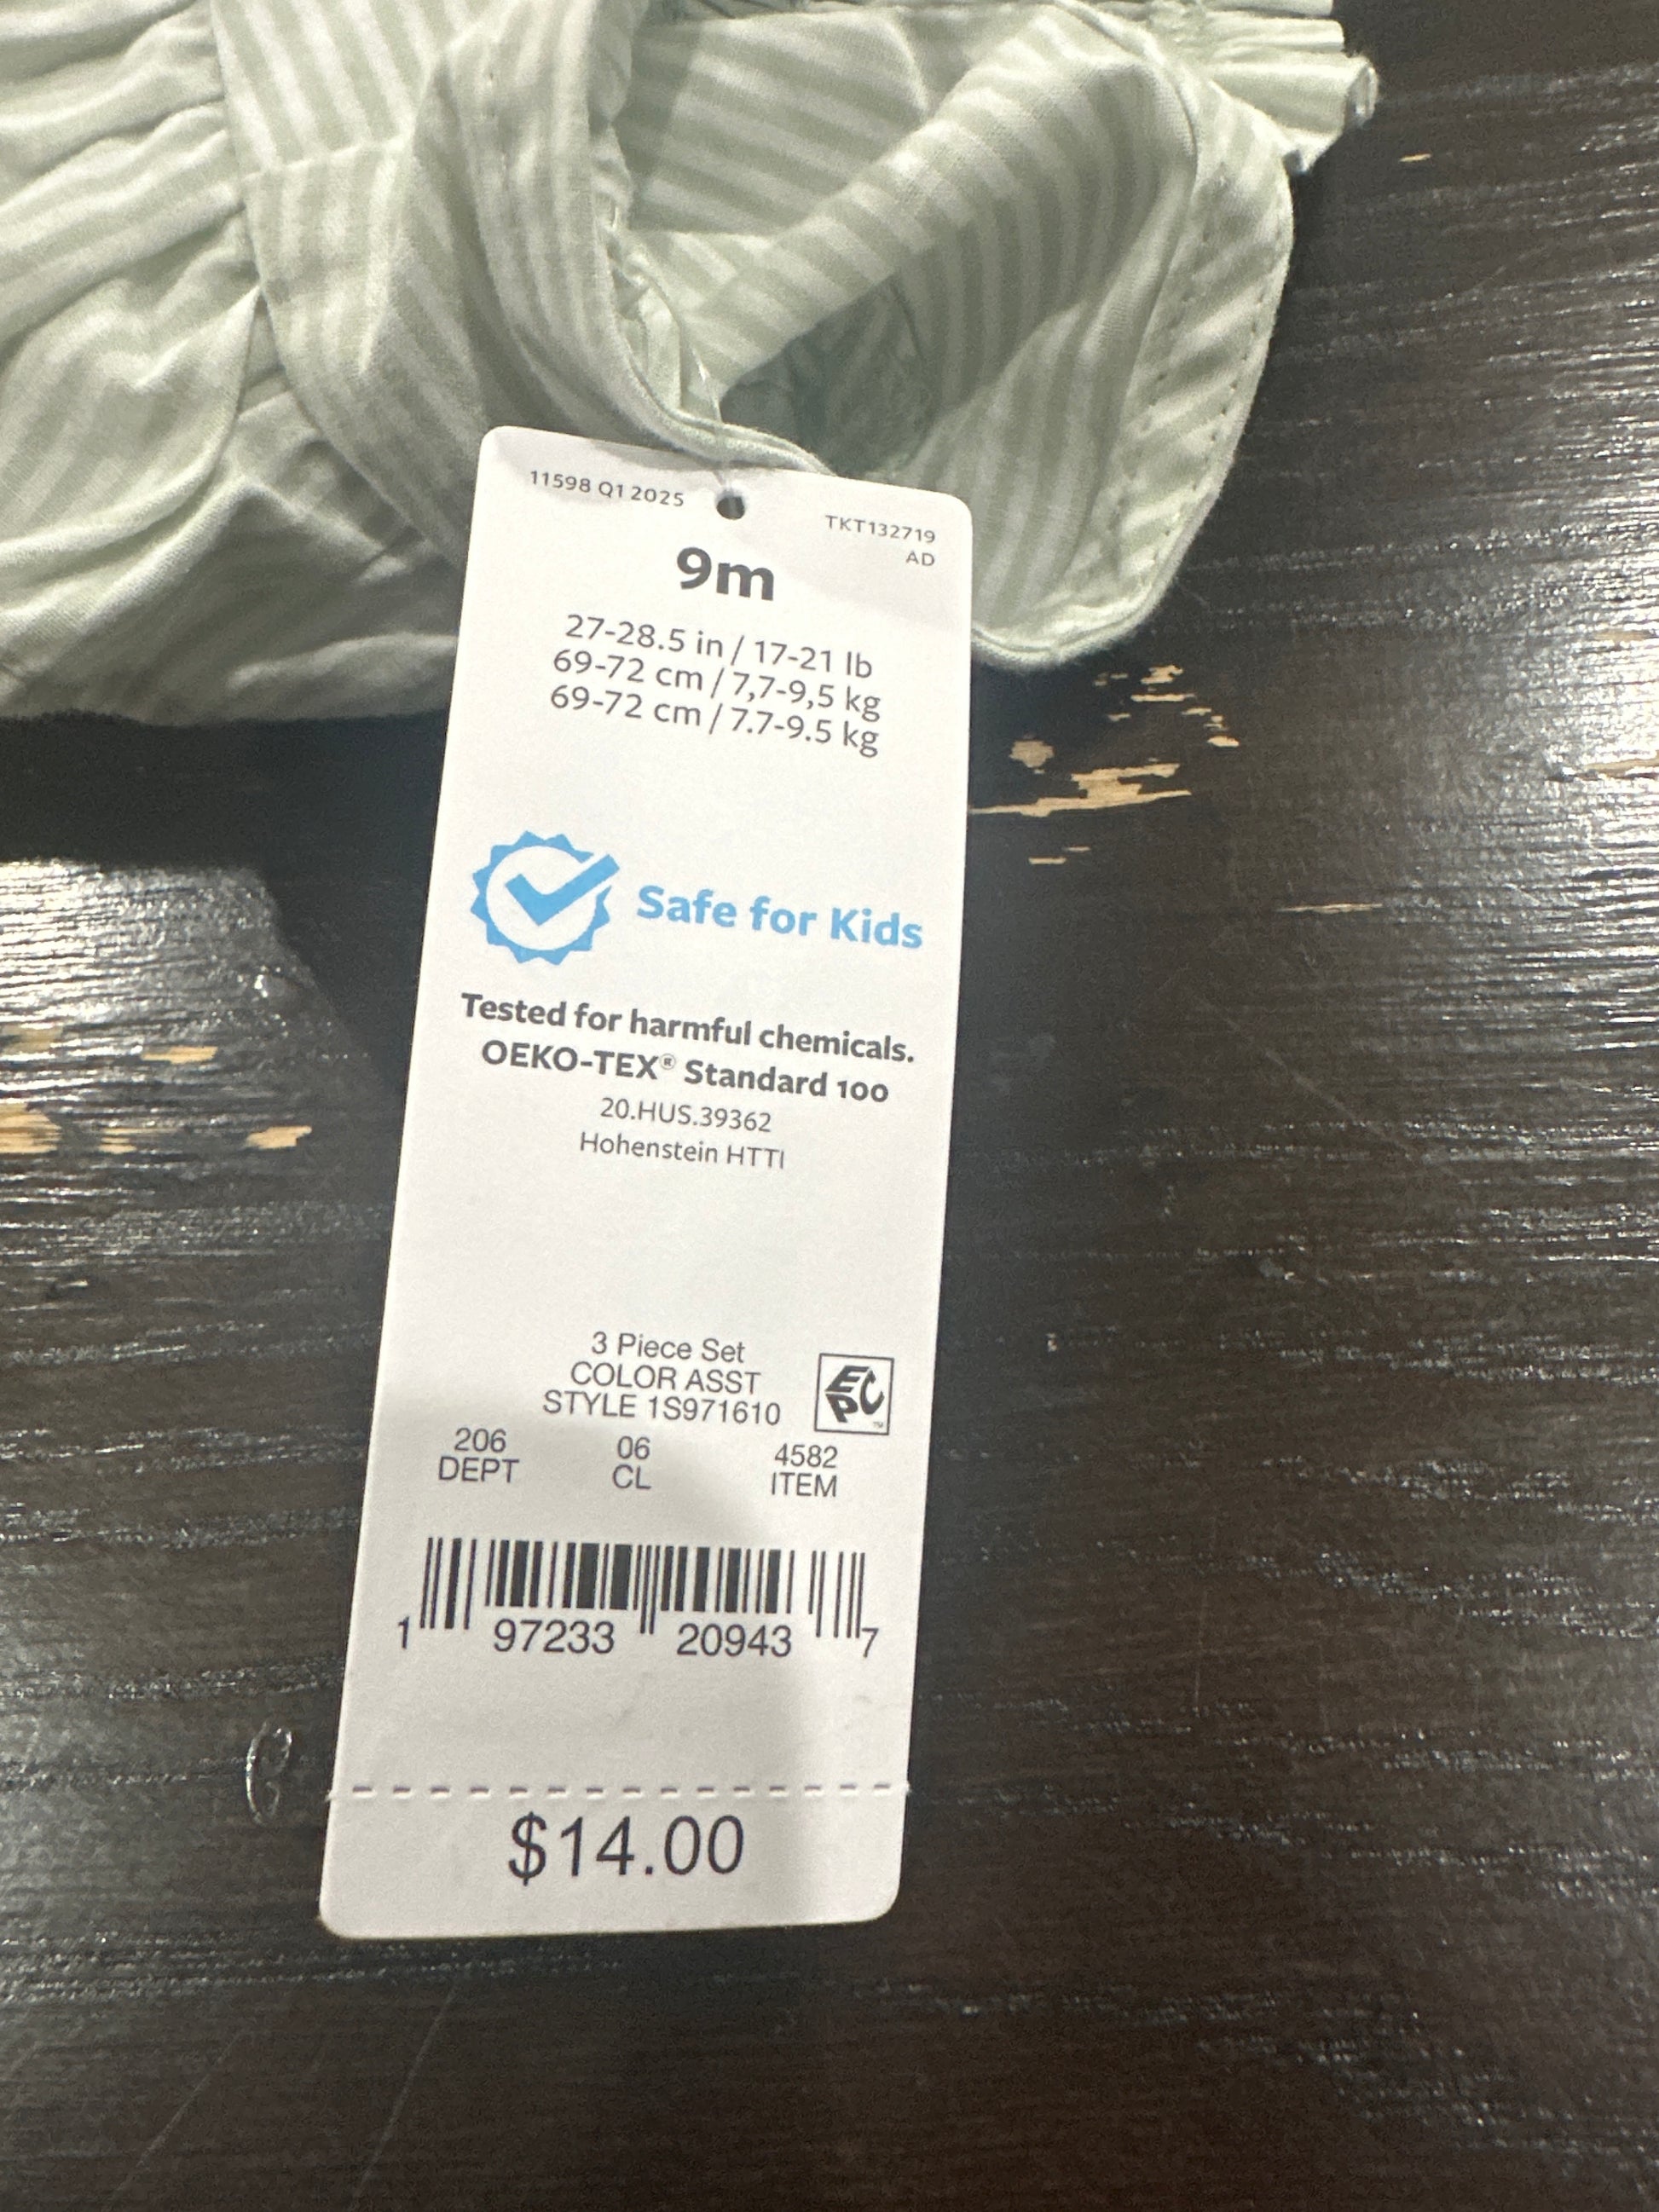 11598 Q1 2025
TKT132719
AD
9m
27-28.5 in / 17-21 lb
69-72 cm / 7,7-9,5 kg
69-72 cm / 7.7-9.5 kg
Safe for Kids
Tested for harmful chemicals.
OEKO-TEX® Standard 100
20.HUS.39362
Hohenstein HTTI
3 Piece Set
COLOR ASST
STYLE 1S971610
EPC™
206 06 4582
DEPT CL ITEM
1 97233 20943 7
$14.00